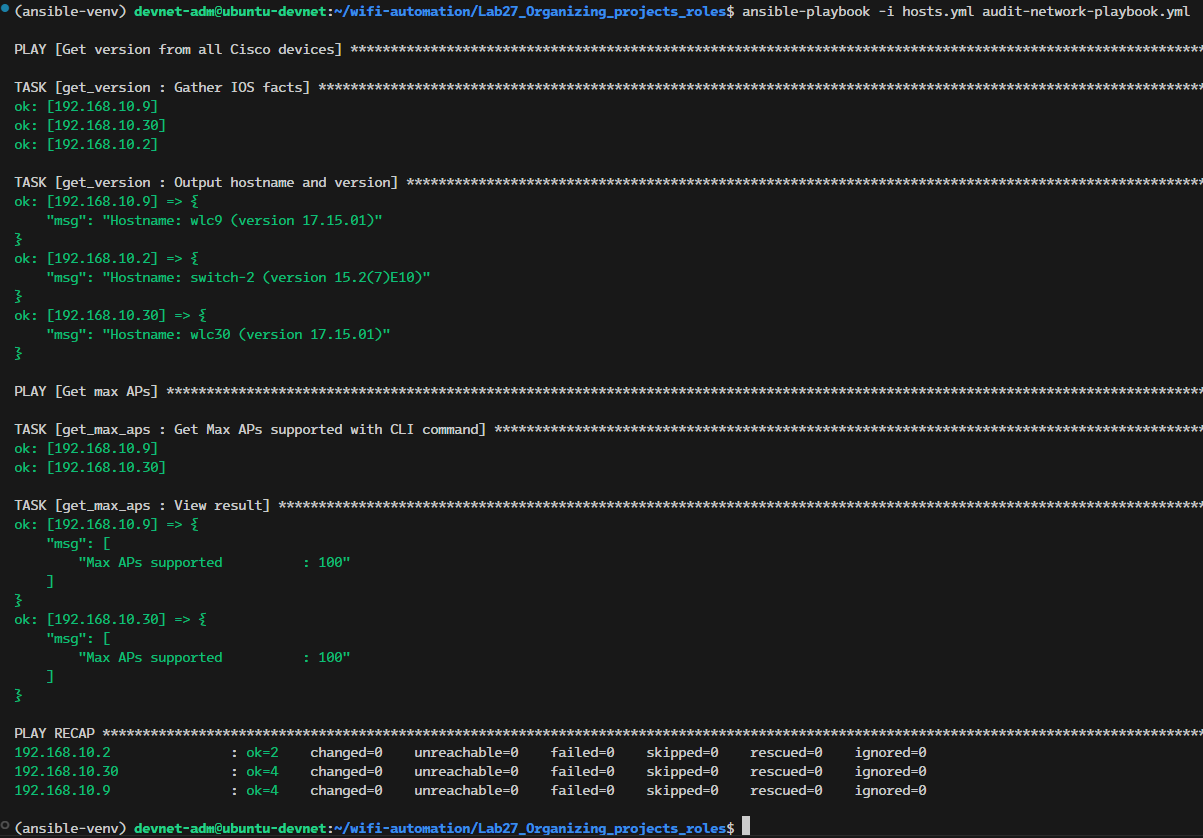 (ansible-venv) devnet-adm@ubuntu-devnet:~/wifi-automation/Lab27_Organizing_projects_roles$ ansible-playbook -i hosts.yml audit-network-playbook.yml
PLAY [Get version from all Cisco devices] ***********************************************************************************************************
TASK [get_version : Gather IOS facts] ***************************************************************************************************************
ok: [192.168.10.9]
ok: [192.168.10.30]
ok: [192.168.10.2]
TASK [get_version : Output hostname and version] ****************************************************************************************************
ok: [192.168.10.9] => {
    "msg": "Hostname: wlc9 (version 17.15.01)"
}
ok: [192.168.10.2] => {
    "msg": "Hostname: switch-2 (version 15.2(7)E10)"
}
ok: [192.168.10.30] => {
    "msg": "Hostname: wlc30 (version 17.15.01)"
}
PLAY [Get max APs] **********************************************************************************************************************************
TASK [get_max_aps : Get Max APs supported with CLI command] *****************************************************************************************
ok: [192.168.10.9]
ok: [192.168.10.30]
TASK [get_max_aps : View result] ********************************************************************************************************************
ok: [192.168.10.9] => {
    "msg": [
        "Max APs supported          : 100"
    ]
}
ok: [192.168.10.30] => {
    "msg": [
        "Max APs supported          : 100"
    ]
}
PLAY RECAP ******************************************************************************************************************************************
192.168.10.2               : ok=2    changed=0    unreachable=0    failed=0    skipped=0    rescued=0    ignored=0
192.168.10.30              : ok=4    changed=0    unreachable=0    failed=0    skipped=0    rescued=0    ignored=0
192.168.10.9               : ok=4    changed=0    unreachable=0    failed=0    skipped=0    rescued=0    ignored=0
(ansible-venv) devnet-adm@ubuntu-devnet:~/wifi-automation/Lab27_Organizing_projects_roles$